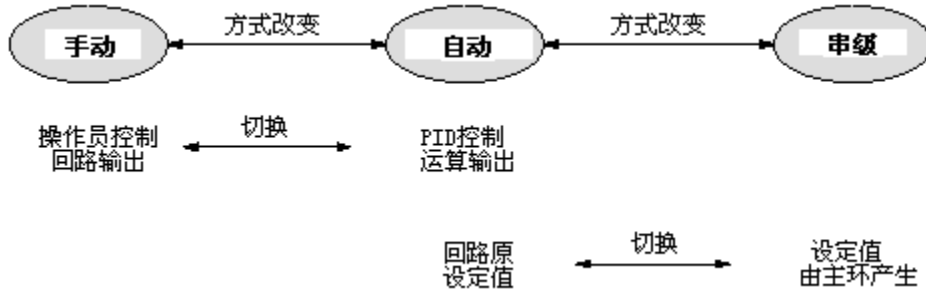 方式改变 方式改变
手动 自动 串级
操作员控制 切换 PID控制
回路输出 运算输出
回路原 切换 设定值
设定值 由主环产生